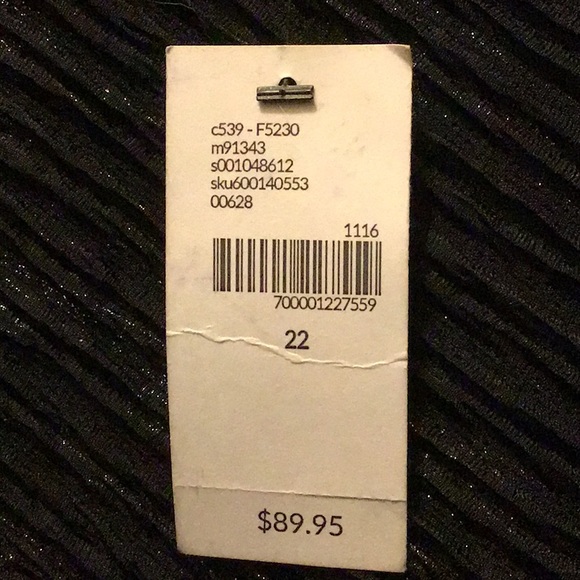 c539 - F5230
m91343
s001048612
sku600140553
00628
1116
700001227559
22
$89.95